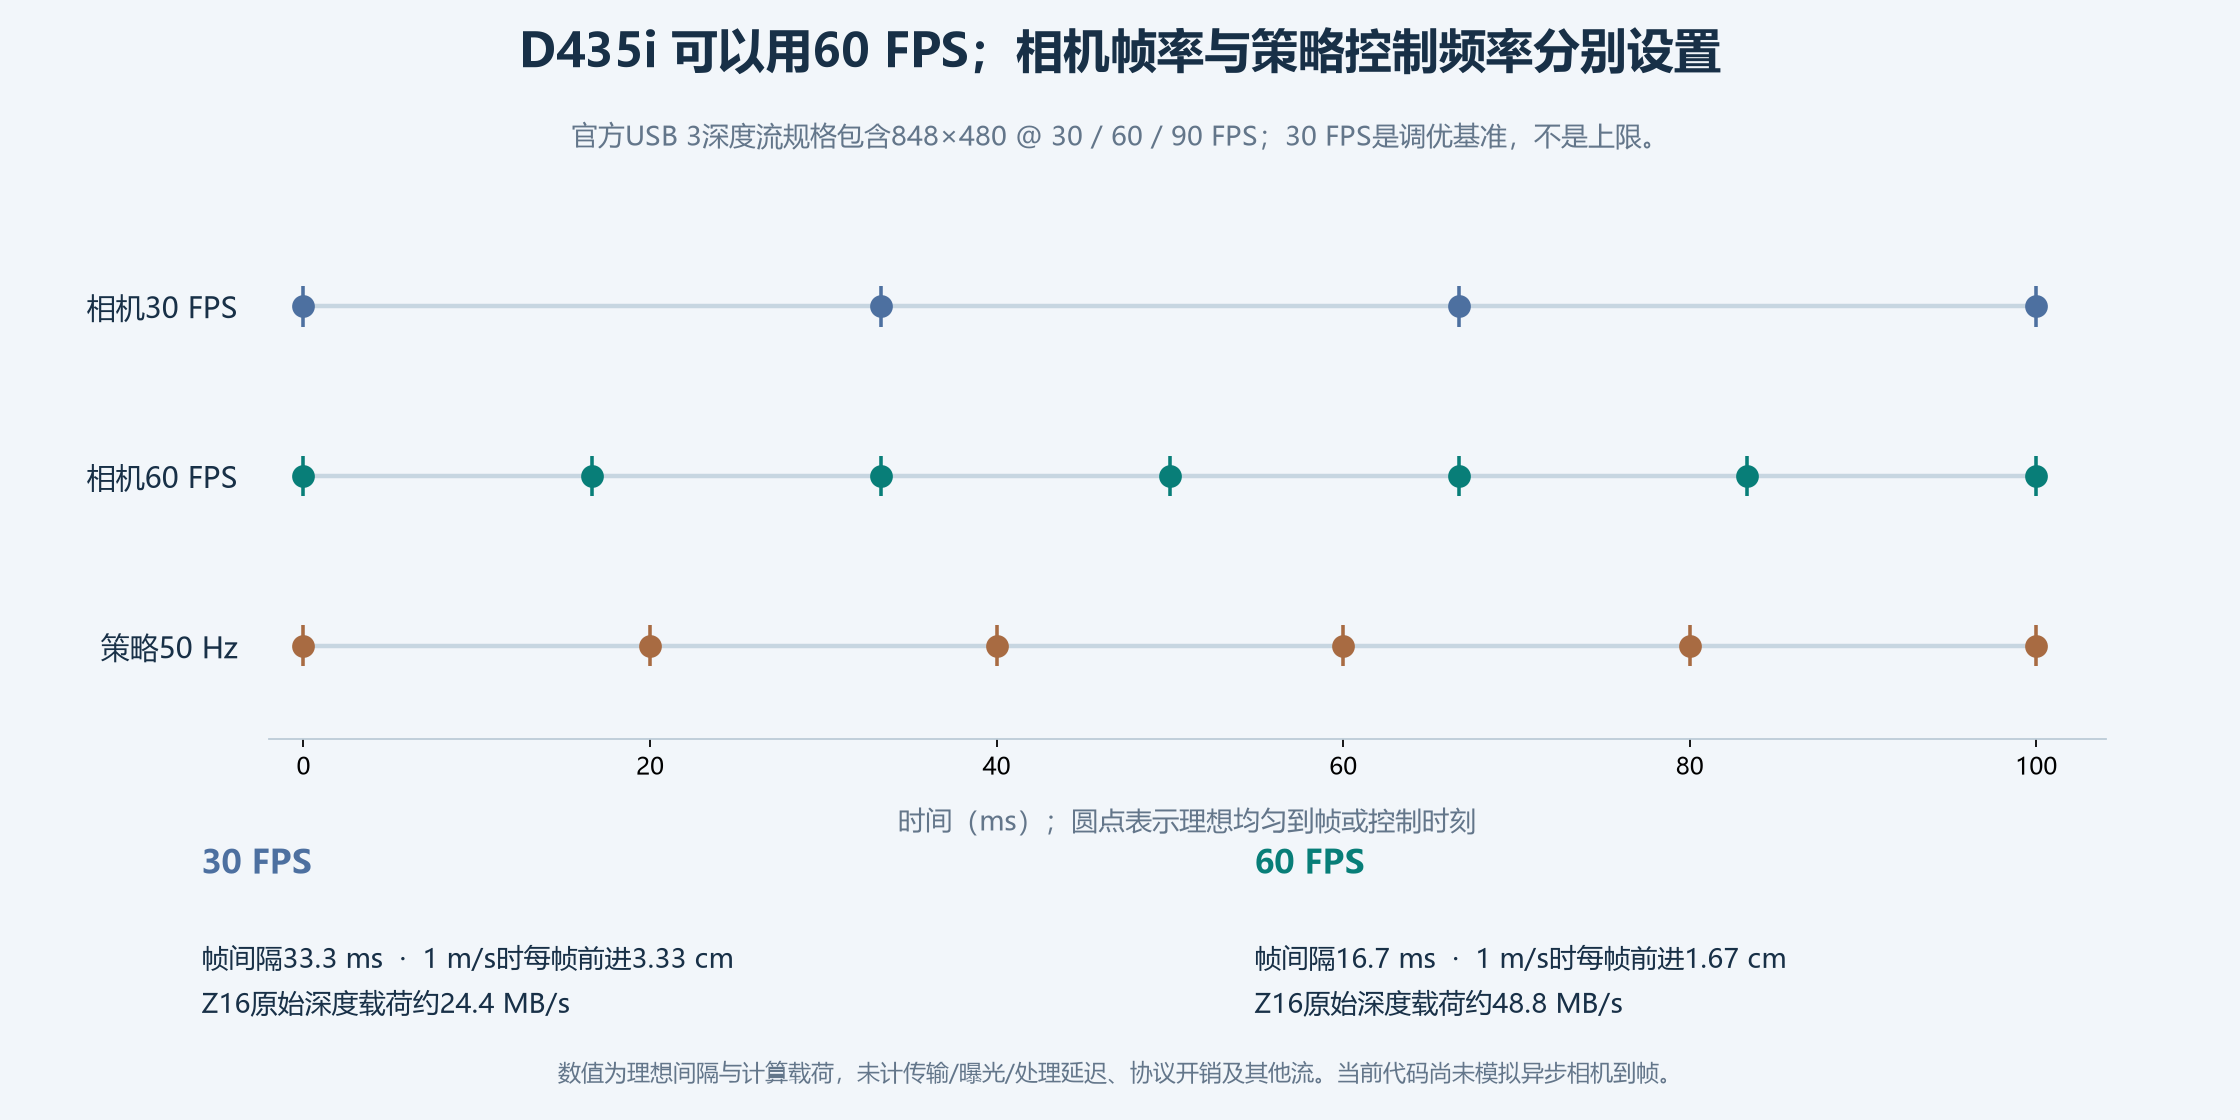 D435i 可以用60 FPS；相机帧率与策略控制频率分别设置
官方USB 3深度流规格包含848×480 @ 30 / 60 / 90 FPS；30 FPS是调优基准，不是上限。
相机30 FPS
相机60 FPS
策略50 Hz
0 20 40 60 80 100
时间（ms）；圆点表示理想均匀到帧或控制时刻
30 FPS
帧间隔33.3 ms · 1 m/s时每帧前进3.33 cm
Z16原始深度载荷约24.4 MB/s
60 FPS
帧间隔16.7 ms · 1 m/s时每帧前进1.67 cm
Z16原始深度载荷约48.8 MB/s
数值为理想间隔与计算载荷，未计传输/曝光/处理延迟、协议开销及其他流。当前代码尚未模拟异步相机到帧。